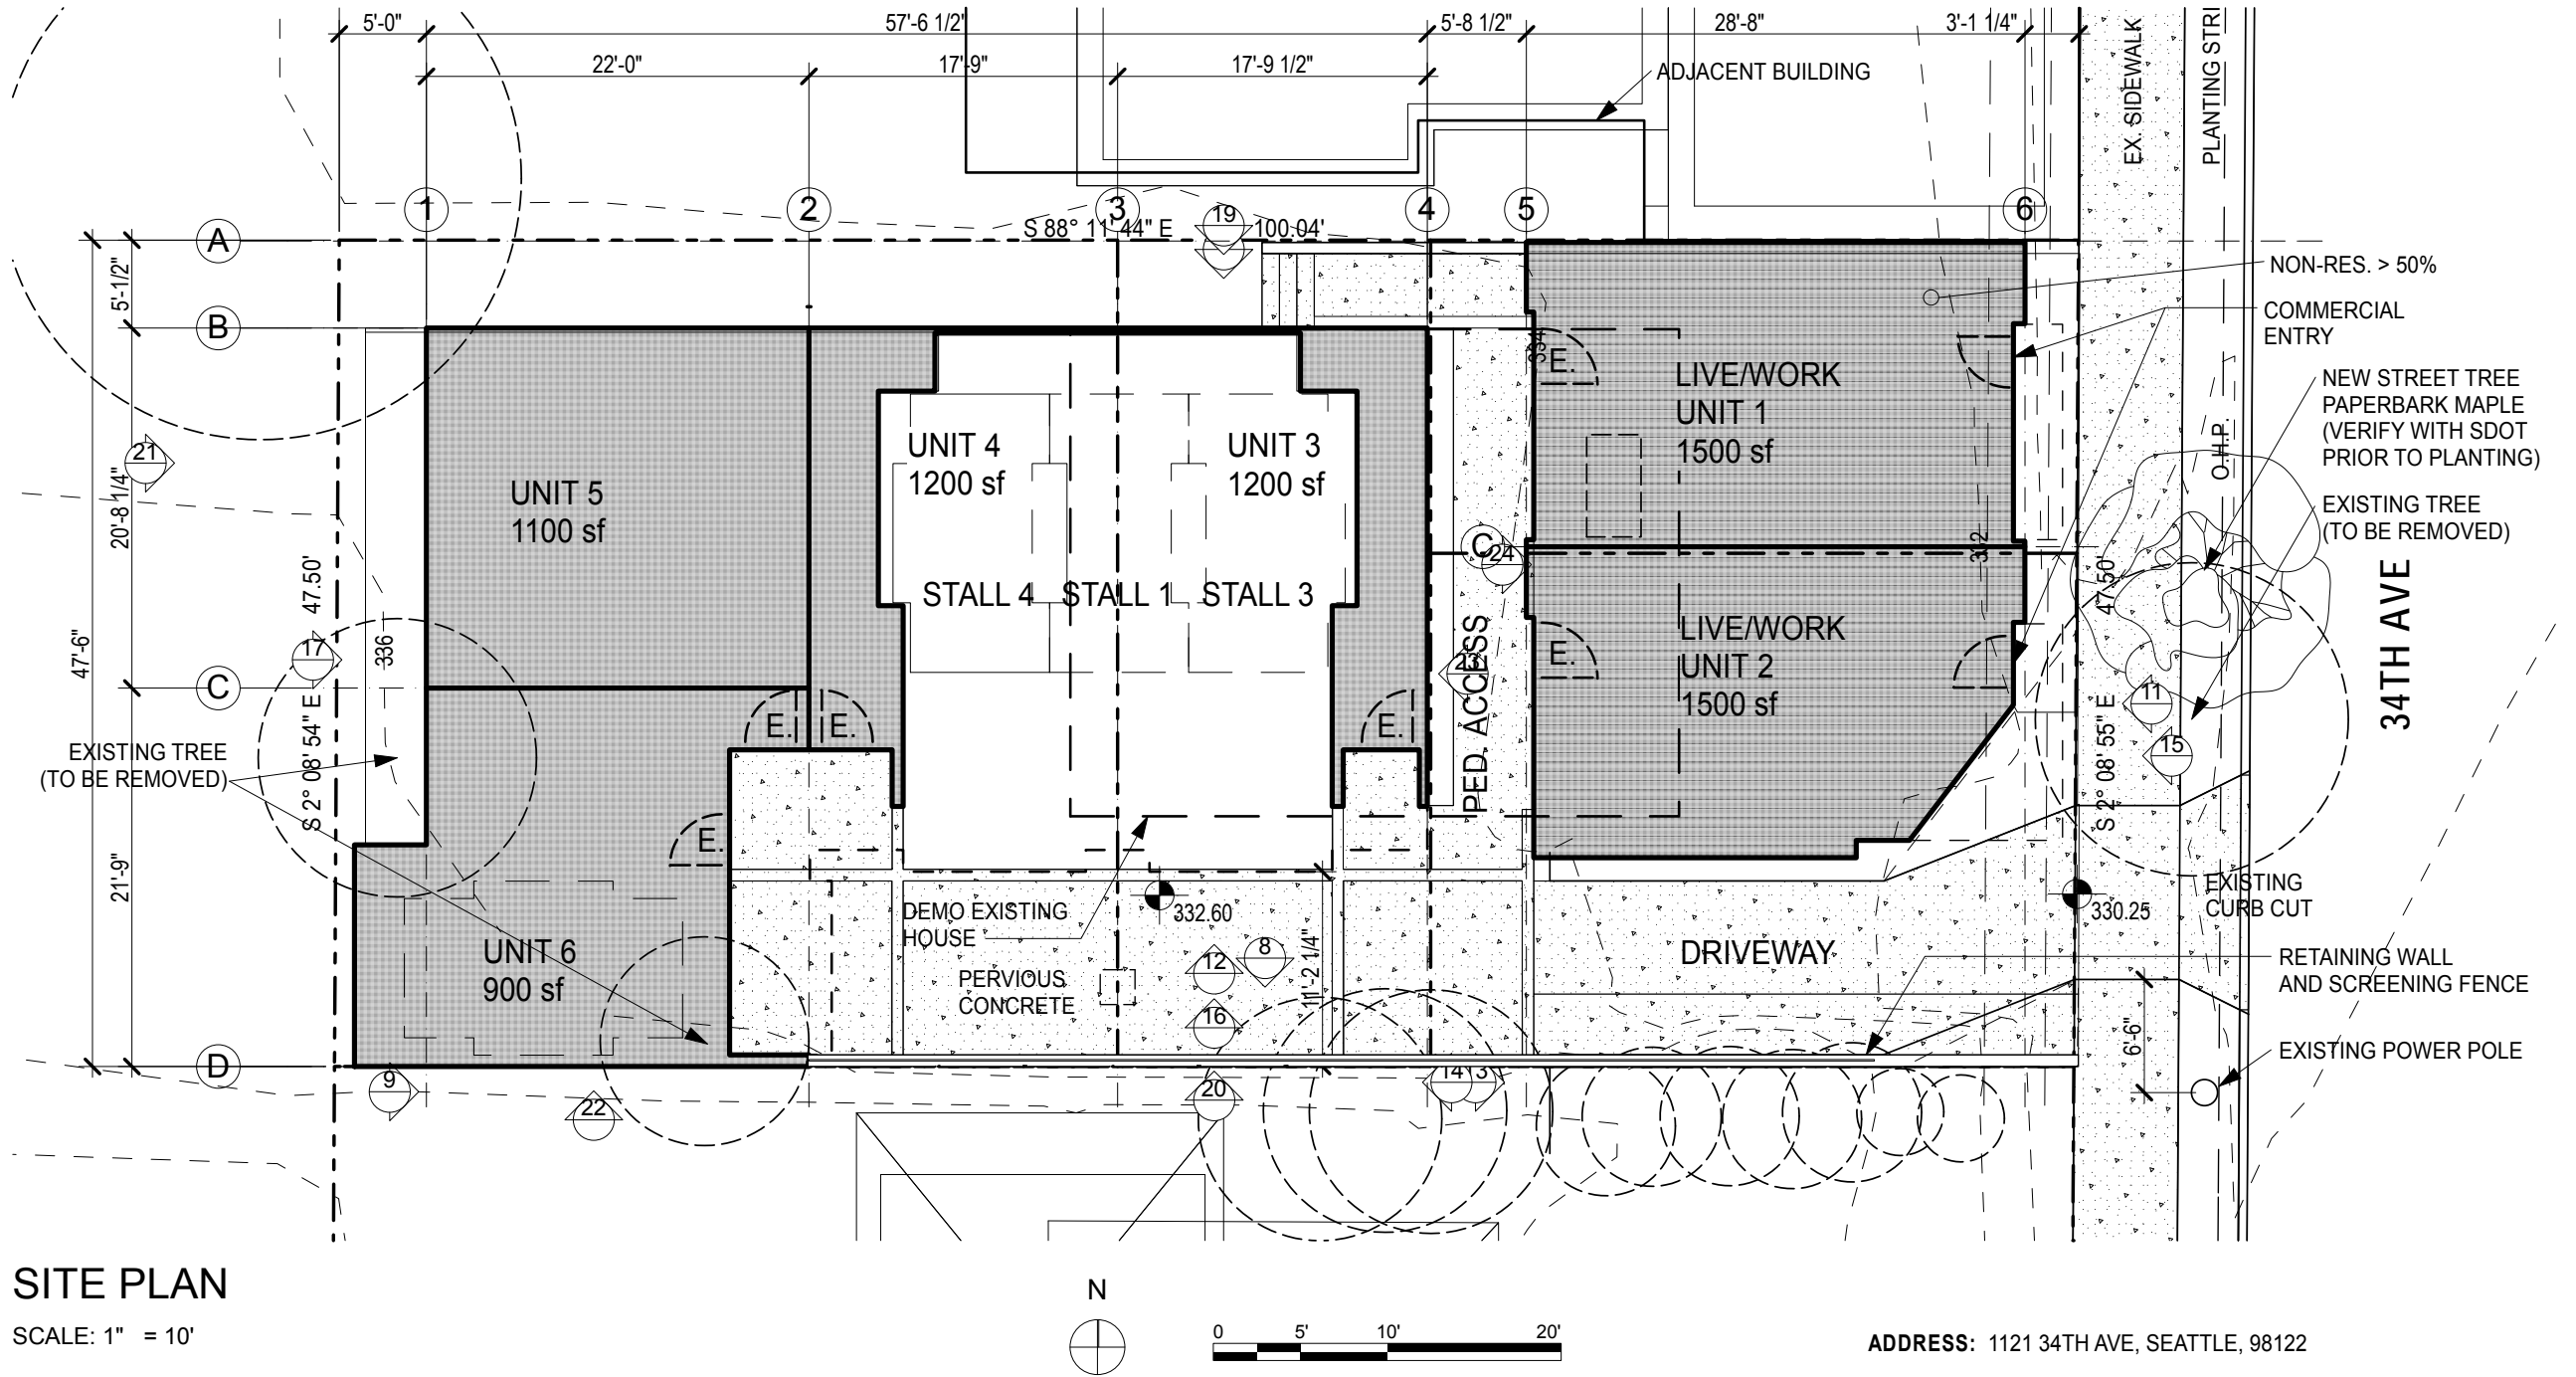 5'-0"
57'-6 1/2"
5'-8 1/2"
28'-8"
3'-1 1/4"
22'-0"
17'-9"
17'-9 1/2"
ADJACENT BUILDING
EX. SIDEWALK
PLANTING STRI
1
2
3
4
5
6
S 88° 11' 44" E
100.04'
19
A
B
C
D
5'-1/2"
20'-8 1/4"
21'-9"
47'-6"
21
17
336
S 2° 08' 54" E 47.50'
NON-RES. > 50%
COMMERCIAL
ENTRY
NEW STREET TREE
PAPERBARK MAPLE
(VERIFY WITH SDOT
PRIOR TO PLANTING)
EXISTING TREE
(TO BE REMOVED)
O.H.P.
34TH AVE
UNIT 5
1100 sf
UNIT 4
1200 sf
UNIT 3
1200 sf
STALL 4
STALL 1
STALL 3
334
E.
LIVE/WORK
UNIT 1
1500 sf
332
C
24
E.
LIVE/WORK
UNIT 2
1500 sf
PED. ACCESS
23
S 2° 08' 55" E 47.50'
11
15
EXISTING TREE
(TO BE REMOVED)
E.
E.
E.
E.
UNIT 6
900 sf
DEMO EXISTING
HOUSE
332.60
PERVIOUS
CONCRETE
12
8
16
11'-2 1/4"
DRIVEWAY
330.25
EXISTING
CURB CUT
RETAINING WALL
AND SCREENING FENCE
6'-6"
EXISTING POWER POLE
9
22
20
14
3
SITE PLAN
SCALE: 1" = 10'
N
0
5'
10'
20'
ADDRESS: 1121 34TH AVE, SEATTLE, 98122